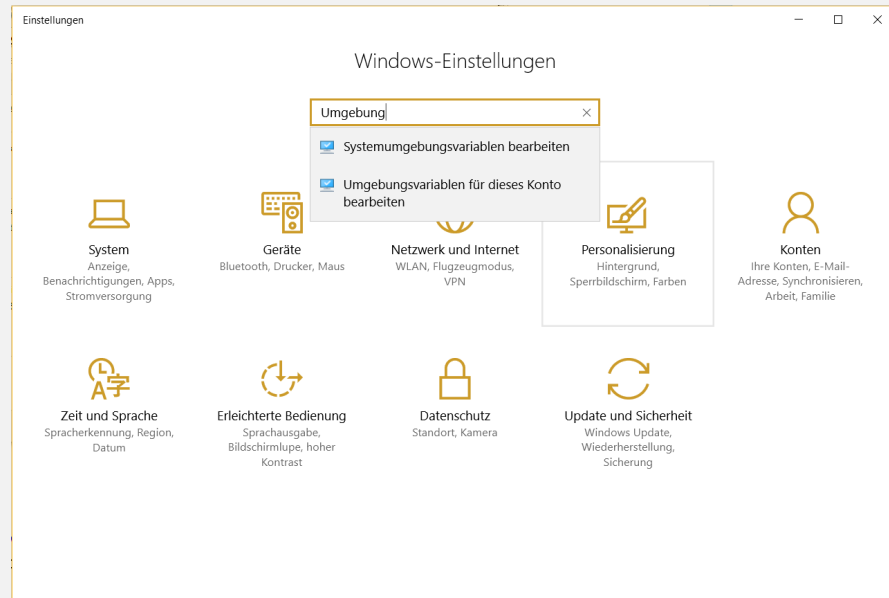 Einstellungen
Windows-Einstellungen
Umgebung
Systemumgebungsvariablen bearbeiten
Umgebungsvariablen für dieses Konto
bearbeiten
System
Anzeige,
Benachrichtigungen, Apps,
Stromversorgung
Geräte
Bluetooth, Drucker, Maus
Netzwerk und Internet
WLAN, Flugzeugmodus,
VPN
Personalisierung
Hintergrund,
Sperrbildschirm, Farben
Konten
Ihre Konten, E-Mail-
Adresse, Synchronisieren,
Arbeit, Familie
Zeit und Sprache
Spracherkennung, Region,
Datum
Erleichterte Bedienung
Sprachausgabe,
Bildschirmlupe, hoher
Kontrast
Datenschutz
Standort, Kamera
Update und Sicherheit
Windows Update,
Wiederherstellung,
Sicherung